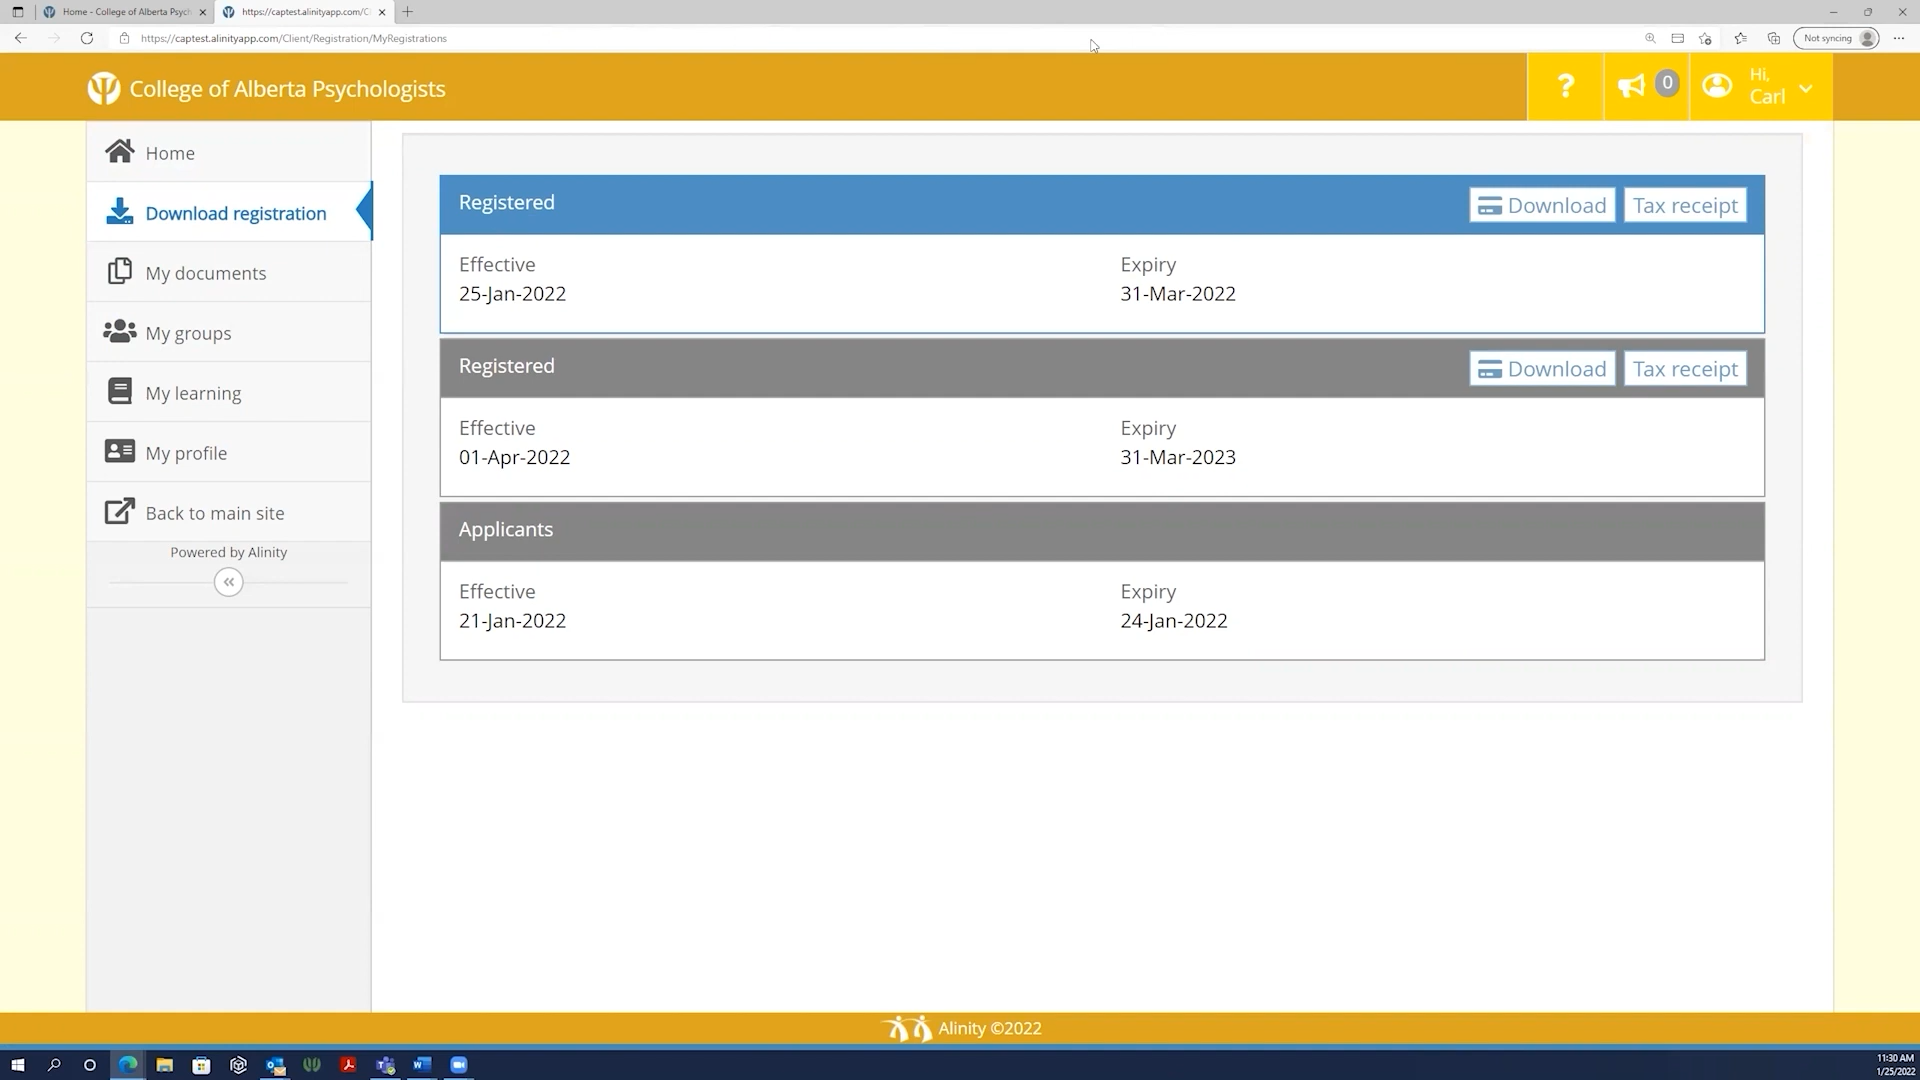 Home - College of Alberta Psych
https://captest.alinityapp.com/C
https://captest.alinityapp.com/Client/Registration/MyRegistrations
Not syncing
College of Alberta Psychologists
?
0
Hi,
Carl
Home
Download registration
My documents
My groups
My learning
My profile
Back to main site
Powered by Alinity
Registered
Download
Tax receipt
Effective
Expiry
25-Jan-2022
31-Mar-2022
Registered
Download
Tax receipt
Effective
Expiry
01-Apr-2022
31-Mar-2023
Applicants
Effective
Expiry
21-Jan-2022
24-Jan-2022
Alinity ©2022
11:30 AM
1/25/2022